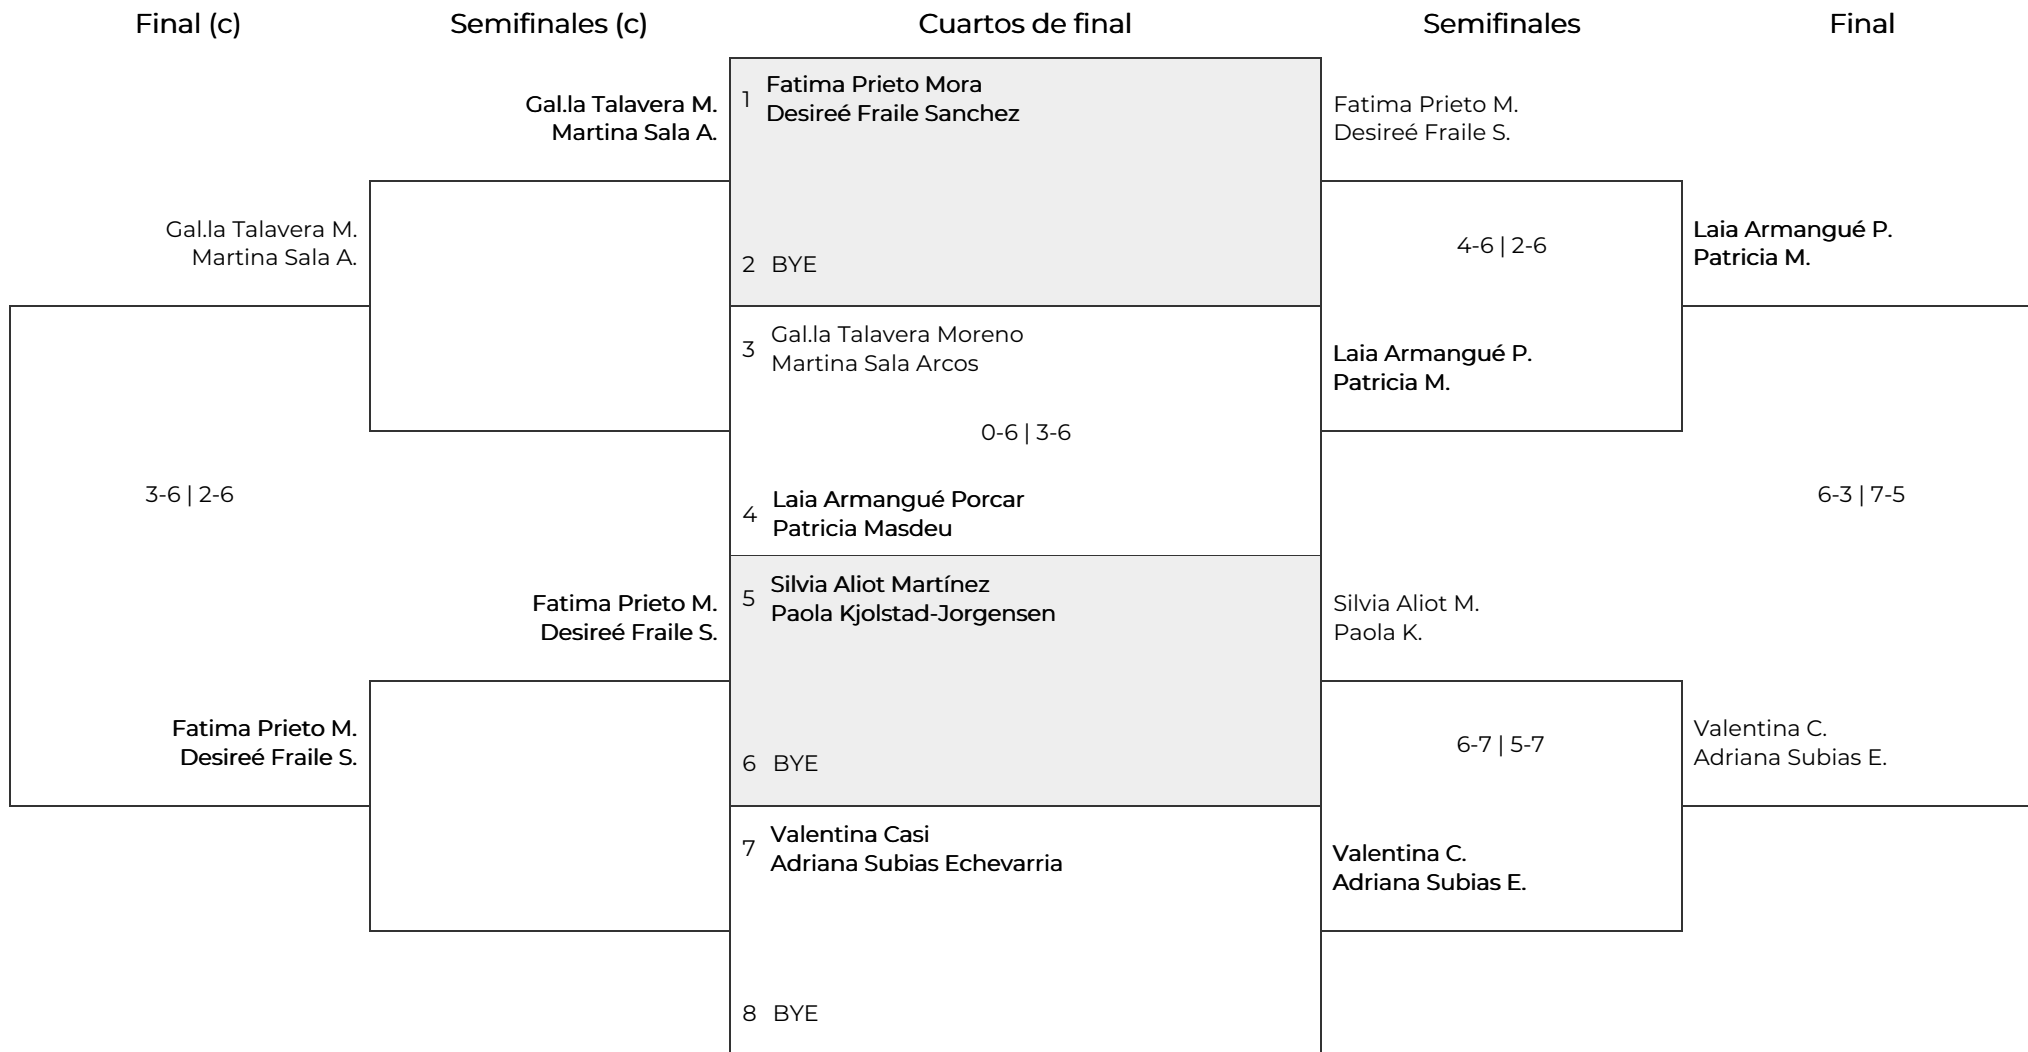 Final (c)
Semifinales (c)
Cuartos de final
Semifinales
Final
Gal.la Talavera M.
Martina Sala A.
Gal.la Talavera M.
Martina Sala A.
3-6 | 2-6
Fatima Prieto M.
Desireé Fraile S.
Fatima Prieto M.
Desireé Fraile S.
1
Fatima Prieto Mora
Desireé Fraile Sanchez
2 BYE
3
Gal.la Talavera Moreno
Martina Sala Arcos
0-6 | 3-6
4
Laia Armangué Porcar
Patricia Masdeu
5
Silvia Aliot Martínez
Paola Kjolstad-Jorgensen
6 BYE
7
Valentina Casi
Adriana Subias Echevarria
8 BYE
Fatima Prieto M.
Desireé Fraile S.
4-6 | 2-6
Laia Armangué P.
Patricia M.
Silvia Aliot M.
Paola K.
6-7 | 5-7
Valentina C.
Adriana Subias E.
Laia Armangué P.
Patricia M.
6-3 | 7-5
Valentina C.
Adriana Subias E.